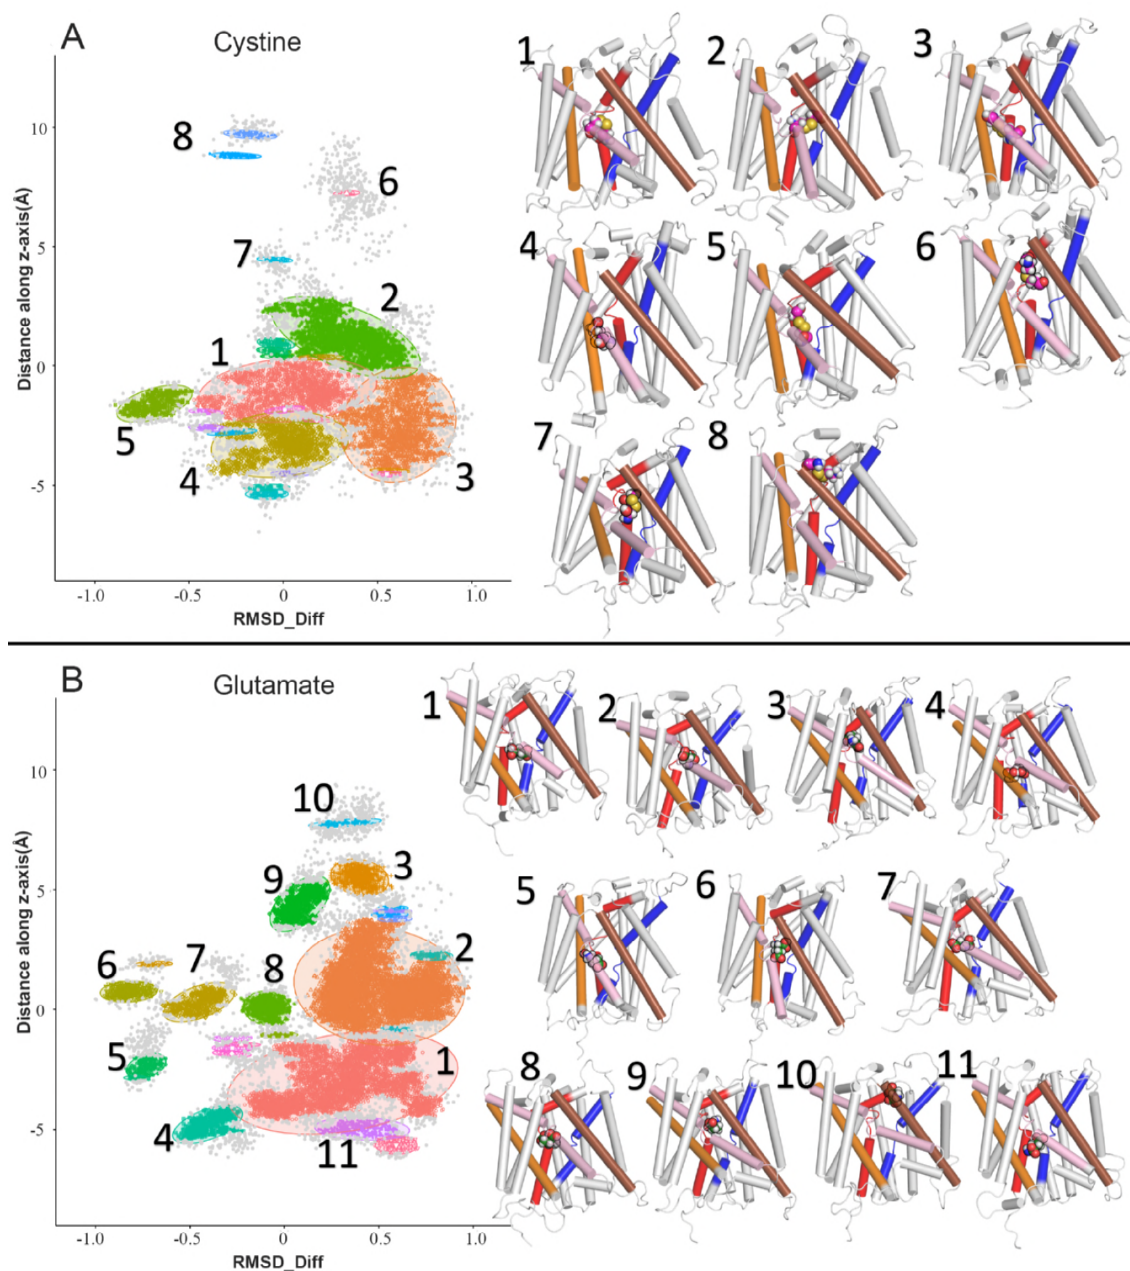 A
Cystine
Distance along z-axis(Å)
10
5
0
-5
-1.0 -0.5 0 0.5 1.0
RMSD_Diff
8
6
7
2
1
5
4
3
1 2 3
4 5 6
7 8
B
Glutamate
Distance along z-axis(Å)
10
5
0
-5
-1.0 -0.5 0 0.5 1.0
RMSD_Diff
10
9 3
6 7 8 2
5 1
4 11
1 2 3 4
5 6 7
8 9 10 11